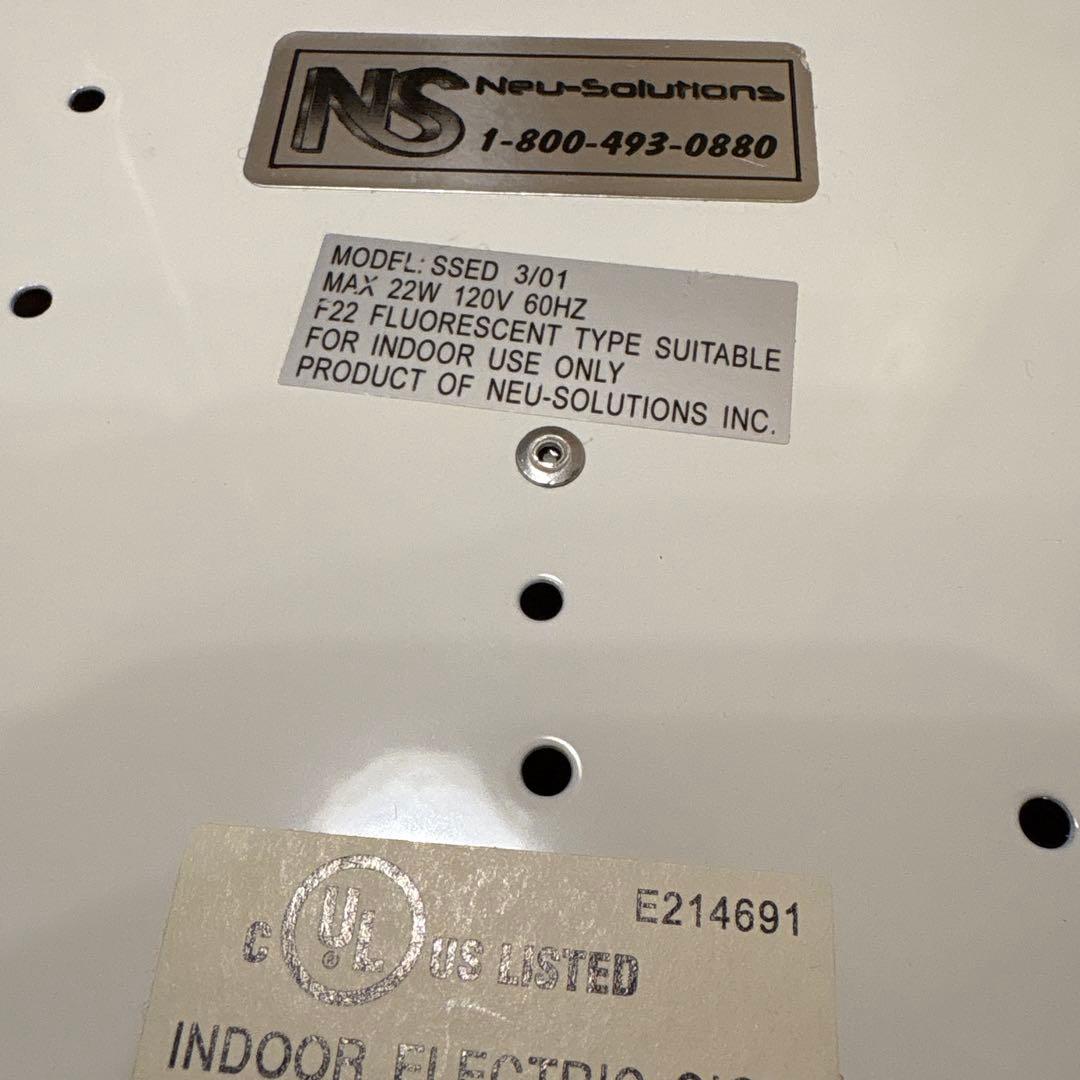 NS Neu-Solutions
1-800-493-0880
MODEL: SSED 3/01
MAX 22W 120V 60HZ
F22 FLUORESCENT TYPE SUITABLE
FOR INDOOR USE ONLY
PRODUCT OF NEU-SOLUTIONS INC.
E214691
C UL ® US LISTED
INDOOR ELECTRIC